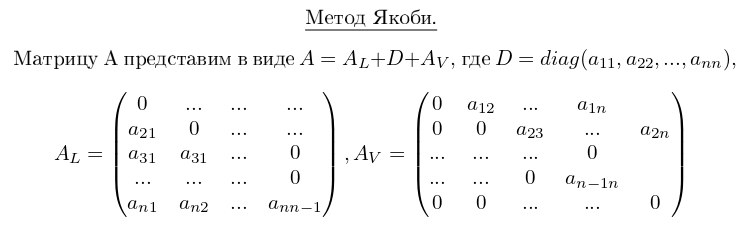 Метод Якоби.
Матрицу A представим в виде A = A_L+D+A_V, где D = diag(a_{11}, a_{22}, ..., a_{nn}),
A_L = \begin{pmatrix} 0 & ... & ... & ... \\ a_{21} & 0 & ... & ... \\ a_{31} & a_{31} & ... & 0 \\ ... & ... & ... & 0 \\ a_{n1} & a_{n2} & ... & a_{nn-1} \end{pmatrix}, A_V = \begin{pmatrix} 0 & a_{12} & ... & a_{1n} & \\ 0 & 0 & a_{23} & ... & a_{2n} \\ ... & ... & ... & 0 & \\ ... & ... & 0 & a_{n-1n} & \\ 0 & 0 & ... & ... & 0 \end{pmatrix}